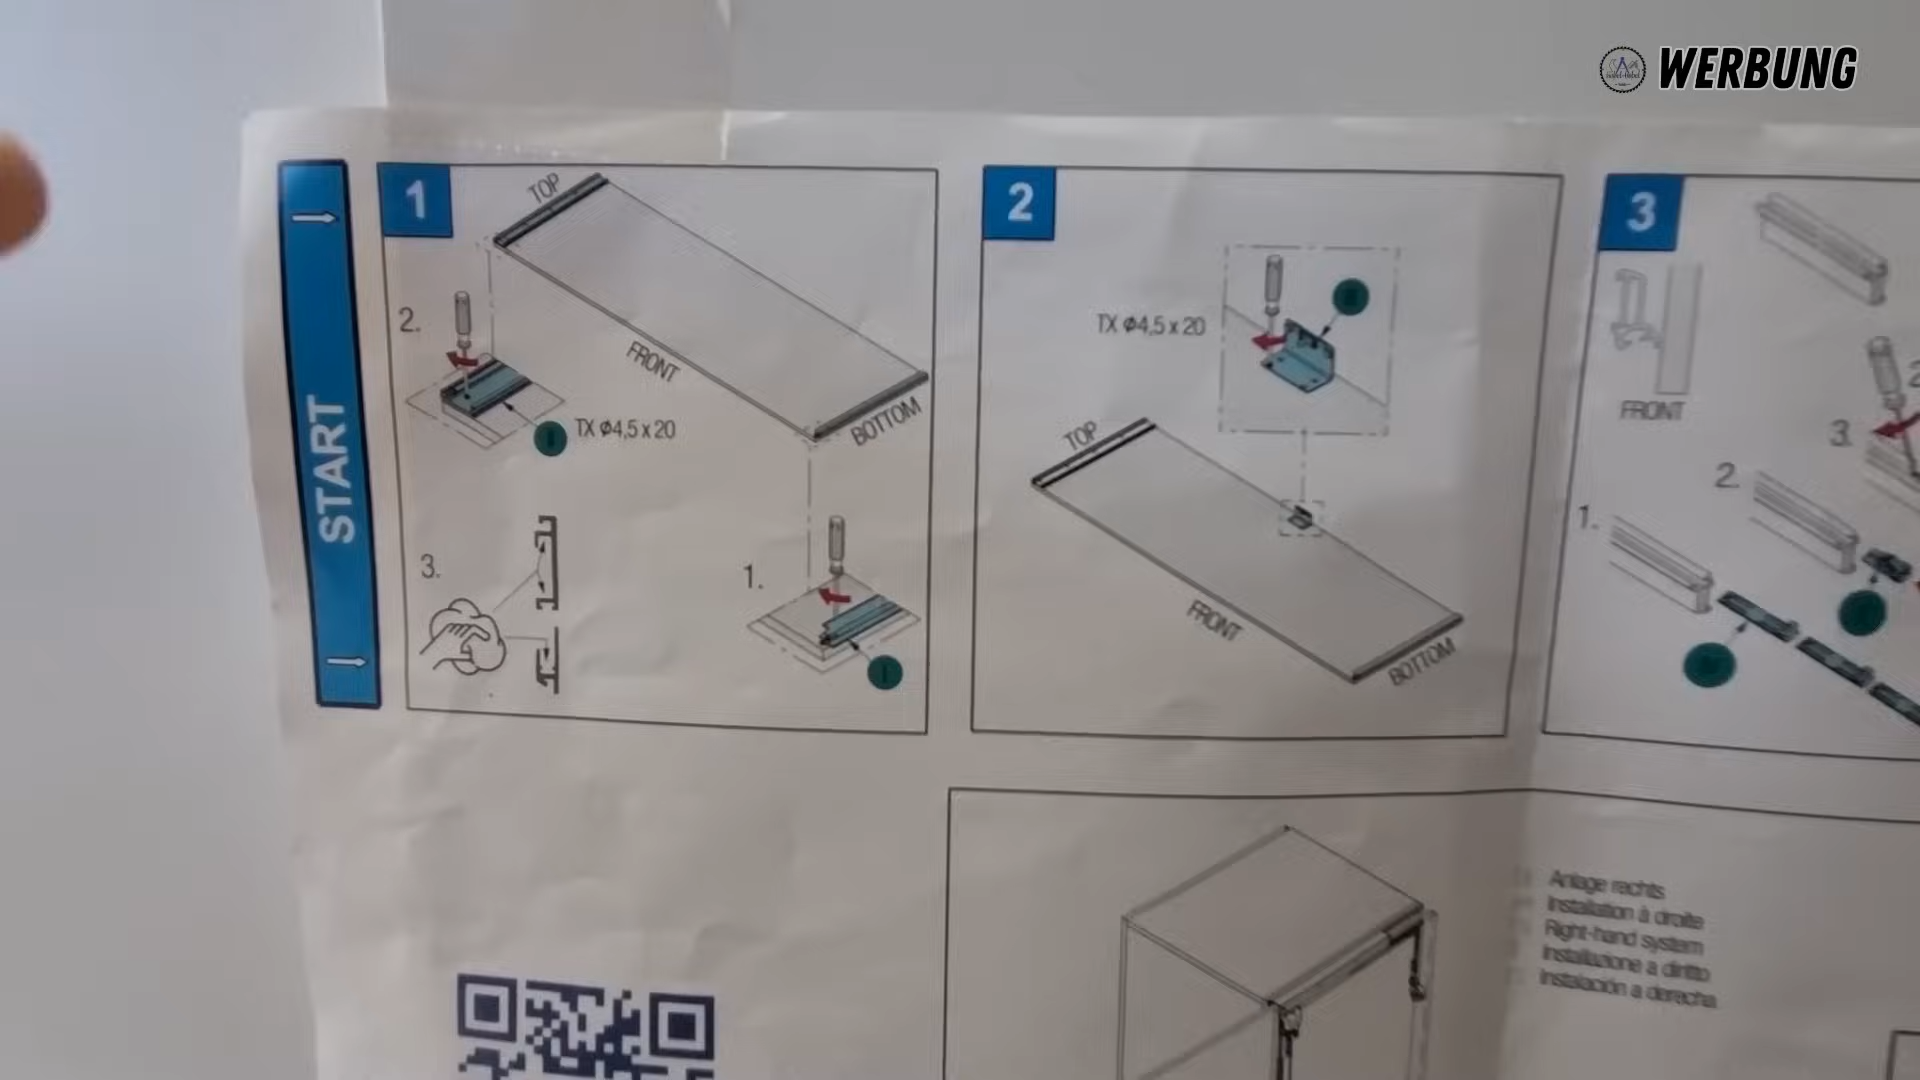 WERBUNG
START
1
TOP
2.
FRONT
BOTTOM
TX Ø4,5 x 20
3.
1.
2
TX Ø4,5 x 20
TOP
FRONT
BOTTOM
3
FRONT
3.
2.
1.
Anlage rechts
Installation à droite
Right-hand system
Installazione a diritto
Instalación a derecha